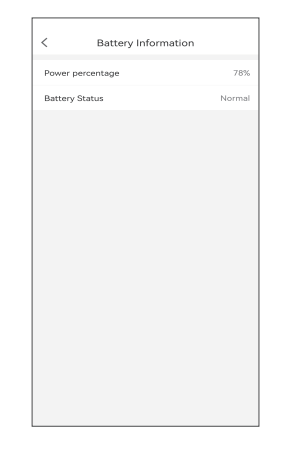 Battery Information
Power percentage 78%
Battery Status Normal